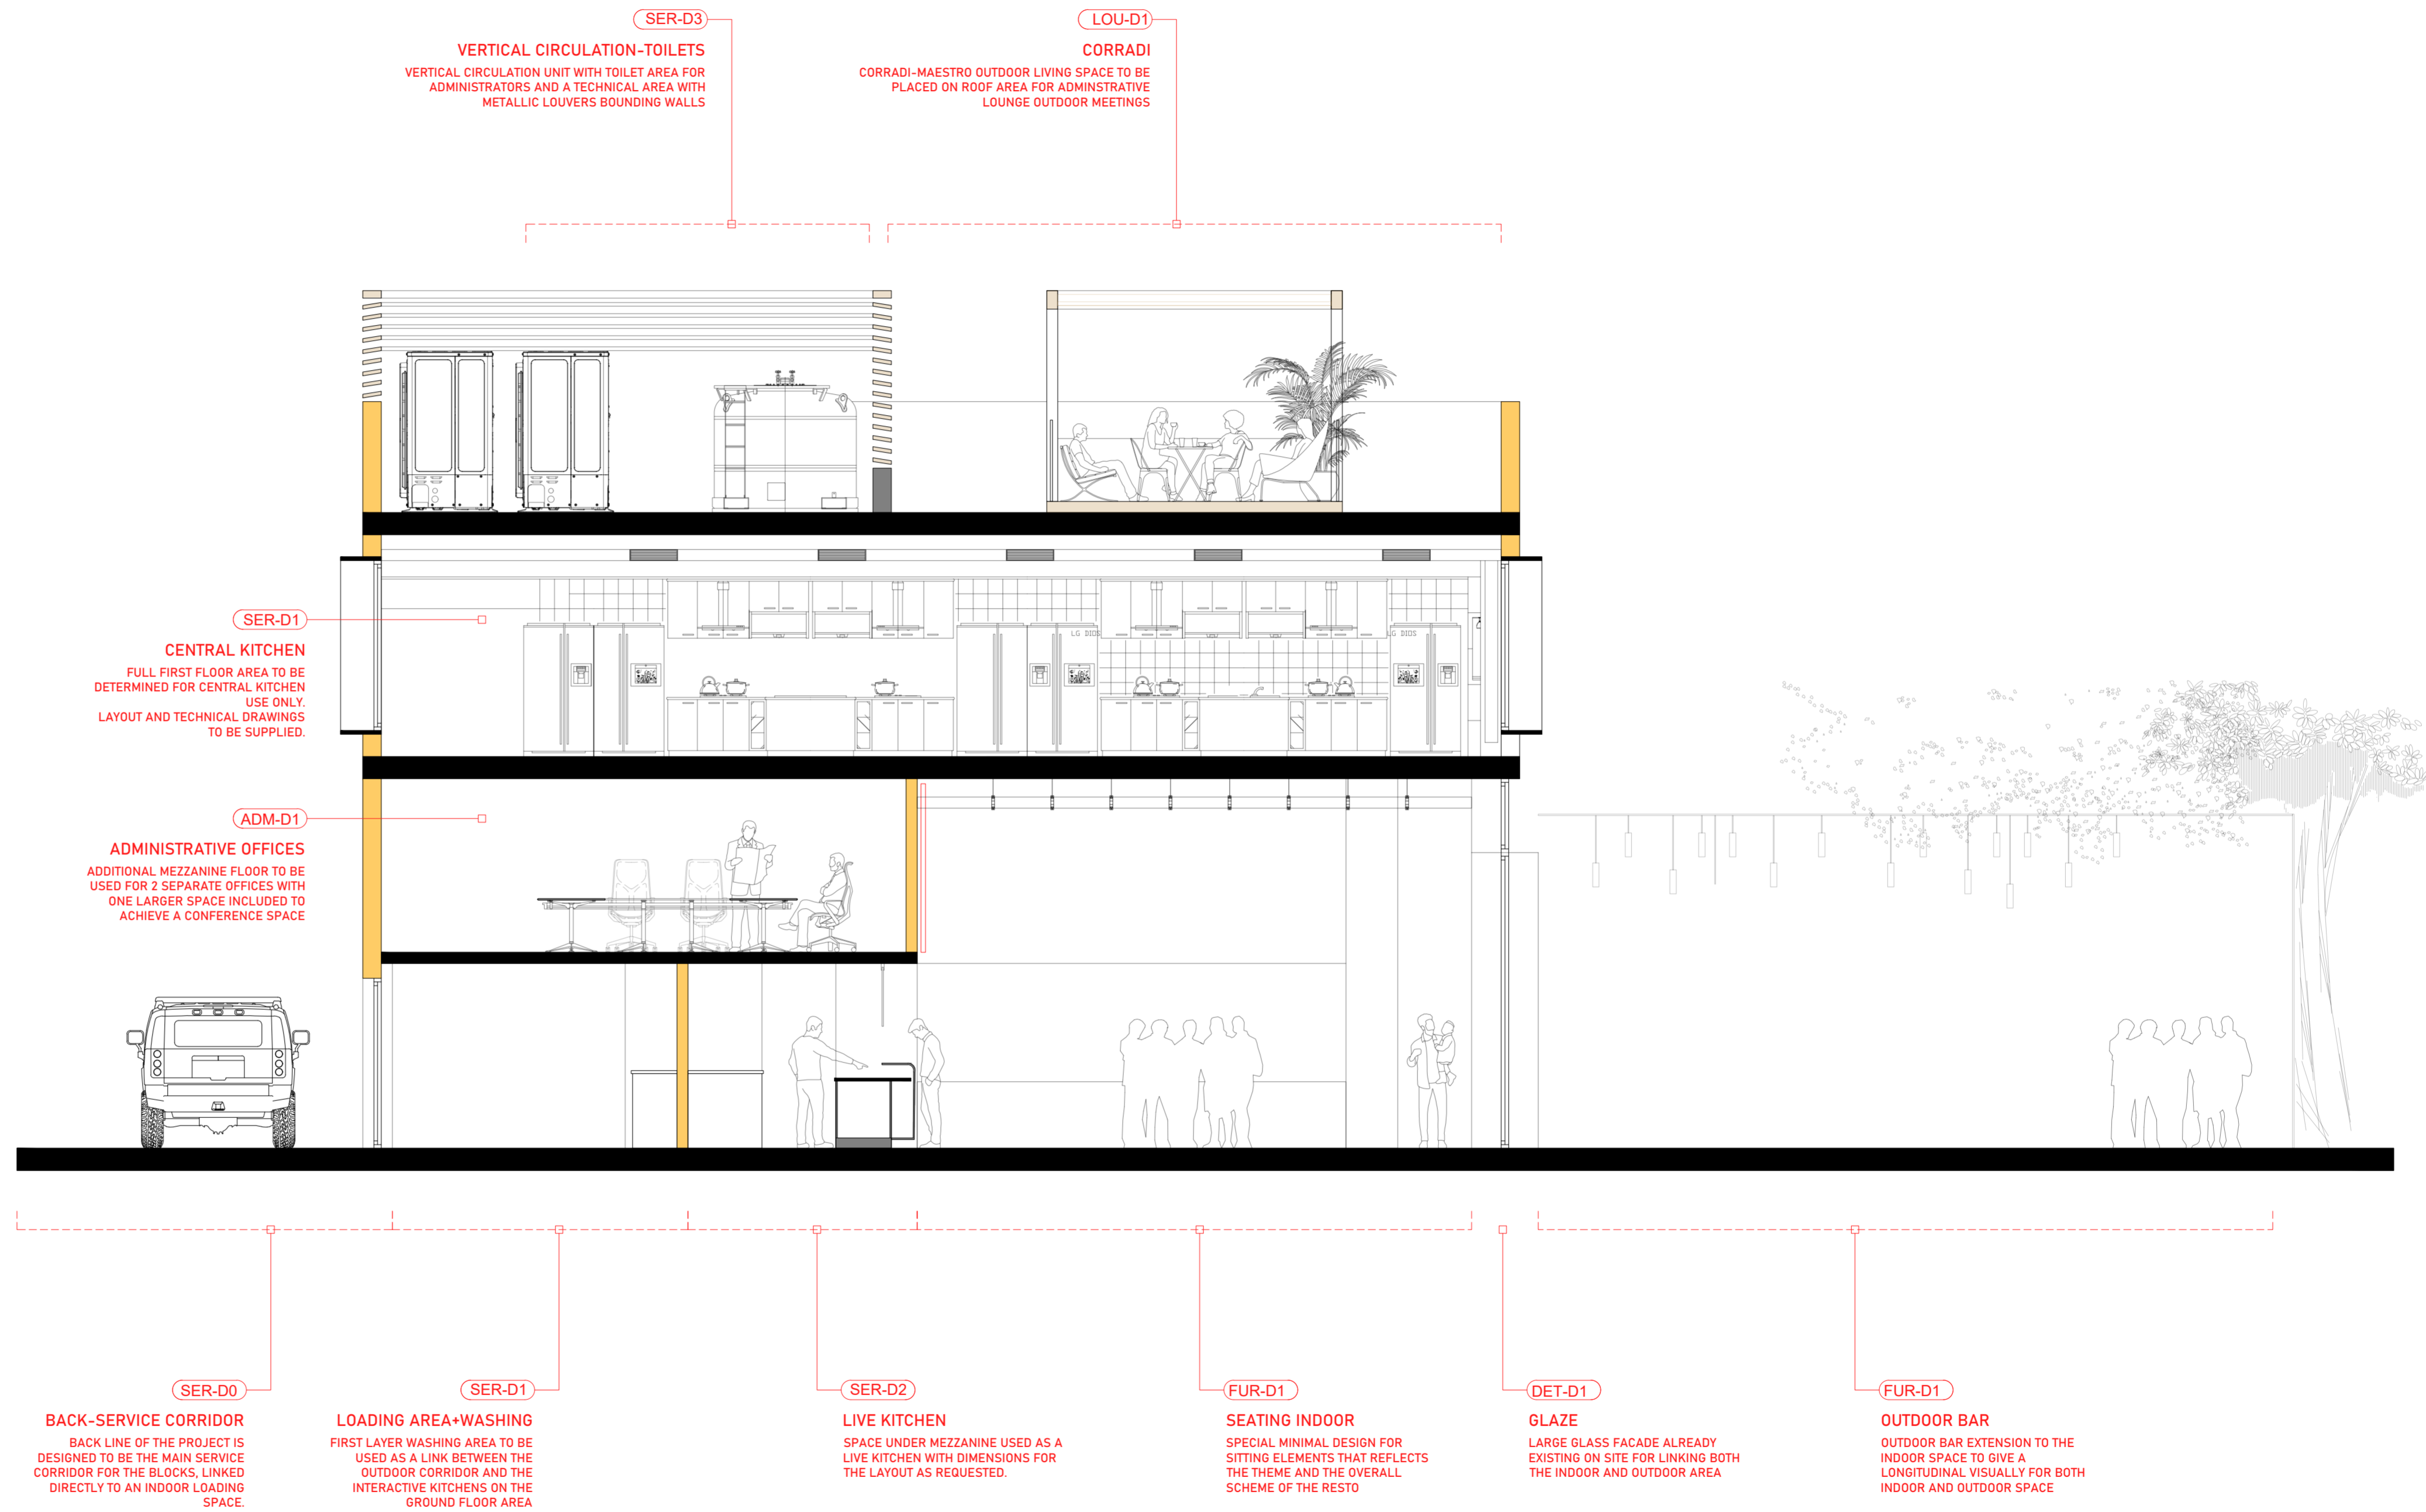 SER-D3
VERTICAL CIRCULATION-TOILETS
VERTICAL CIRCULATION UNIT WITH TOILET AREA FOR
ADMINISTRATORS AND A TECHNICAL AREA WITH
METALLIC LOUVERS BOUNDING WALLS
LOU-D1
CORRADI
CORRADI-MAESTRO OUTDOOR LIVING SPACE TO BE
PLACED ON ROOF AREA FOR ADMINSTRATIVE
LOUNGE OUTDOOR MEETINGS
SER-D1
CENTRAL KITCHEN
FULL FIRST FLOOR AREA TO BE
DETERMINED FOR CENTRAL KITCHEN
USE ONLY.
LAYOUT AND TECHNICAL DRAWINGS
TO BE SUPPLIED.
LG DIOS
LG DIOS
ADM-D1
ADMINISTRATIVE OFFICES
ADDITIONAL MEZZANINE FLOOR TO BE
USED FOR 2 SEPARATE OFFICES WITH
ONE LARGER SPACE INCLUDED TO
ACHIEVE A CONFERENCE SPACE
SER-D0
BACK-SERVICE CORRIDOR
BACK LINE OF THE PROJECT IS
DESIGNED TO BE THE MAIN SERVICE
CORRIDOR FOR THE BLOCKS, LINKED
DIRECTLY TO AN INDOOR LOADING
SPACE.
SER-D1
LOADING AREA+WASHING
FIRST LAYER WASHING AREA TO BE
USED AS A LINK BETWEEN THE
OUTDOOR CORRIDOR AND THE
INTERACTIVE KITCHENS ON THE
GROUND FLOOR AREA
SER-D2
LIVE KITCHEN
SPACE UNDER MEZZANINE USED AS A
LIVE KITCHEN WITH DIMENSIONS FOR
THE LAYOUT AS REQUESTED.
FUR-D1
SEATING INDOOR
SPECIAL MINIMAL DESIGN FOR
SITTING ELEMENTS THAT REFLECTS
THE THEME AND THE OVERALL
SCHEME OF THE RESTO
DET-D1
GLAZE
LARGE GLASS FACADE ALREADY
EXISTING ON SITE FOR LINKING BOTH
THE INDOOR AND OUTDOOR AREA
FUR-D1
OUTDOOR BAR
OUTDOOR BAR EXTENSION TO THE
INDOOR SPACE TO GIVE A
LONGITUDINAL VISUALLY FOR BOTH
INDOOR AND OUTDOOR SPACE